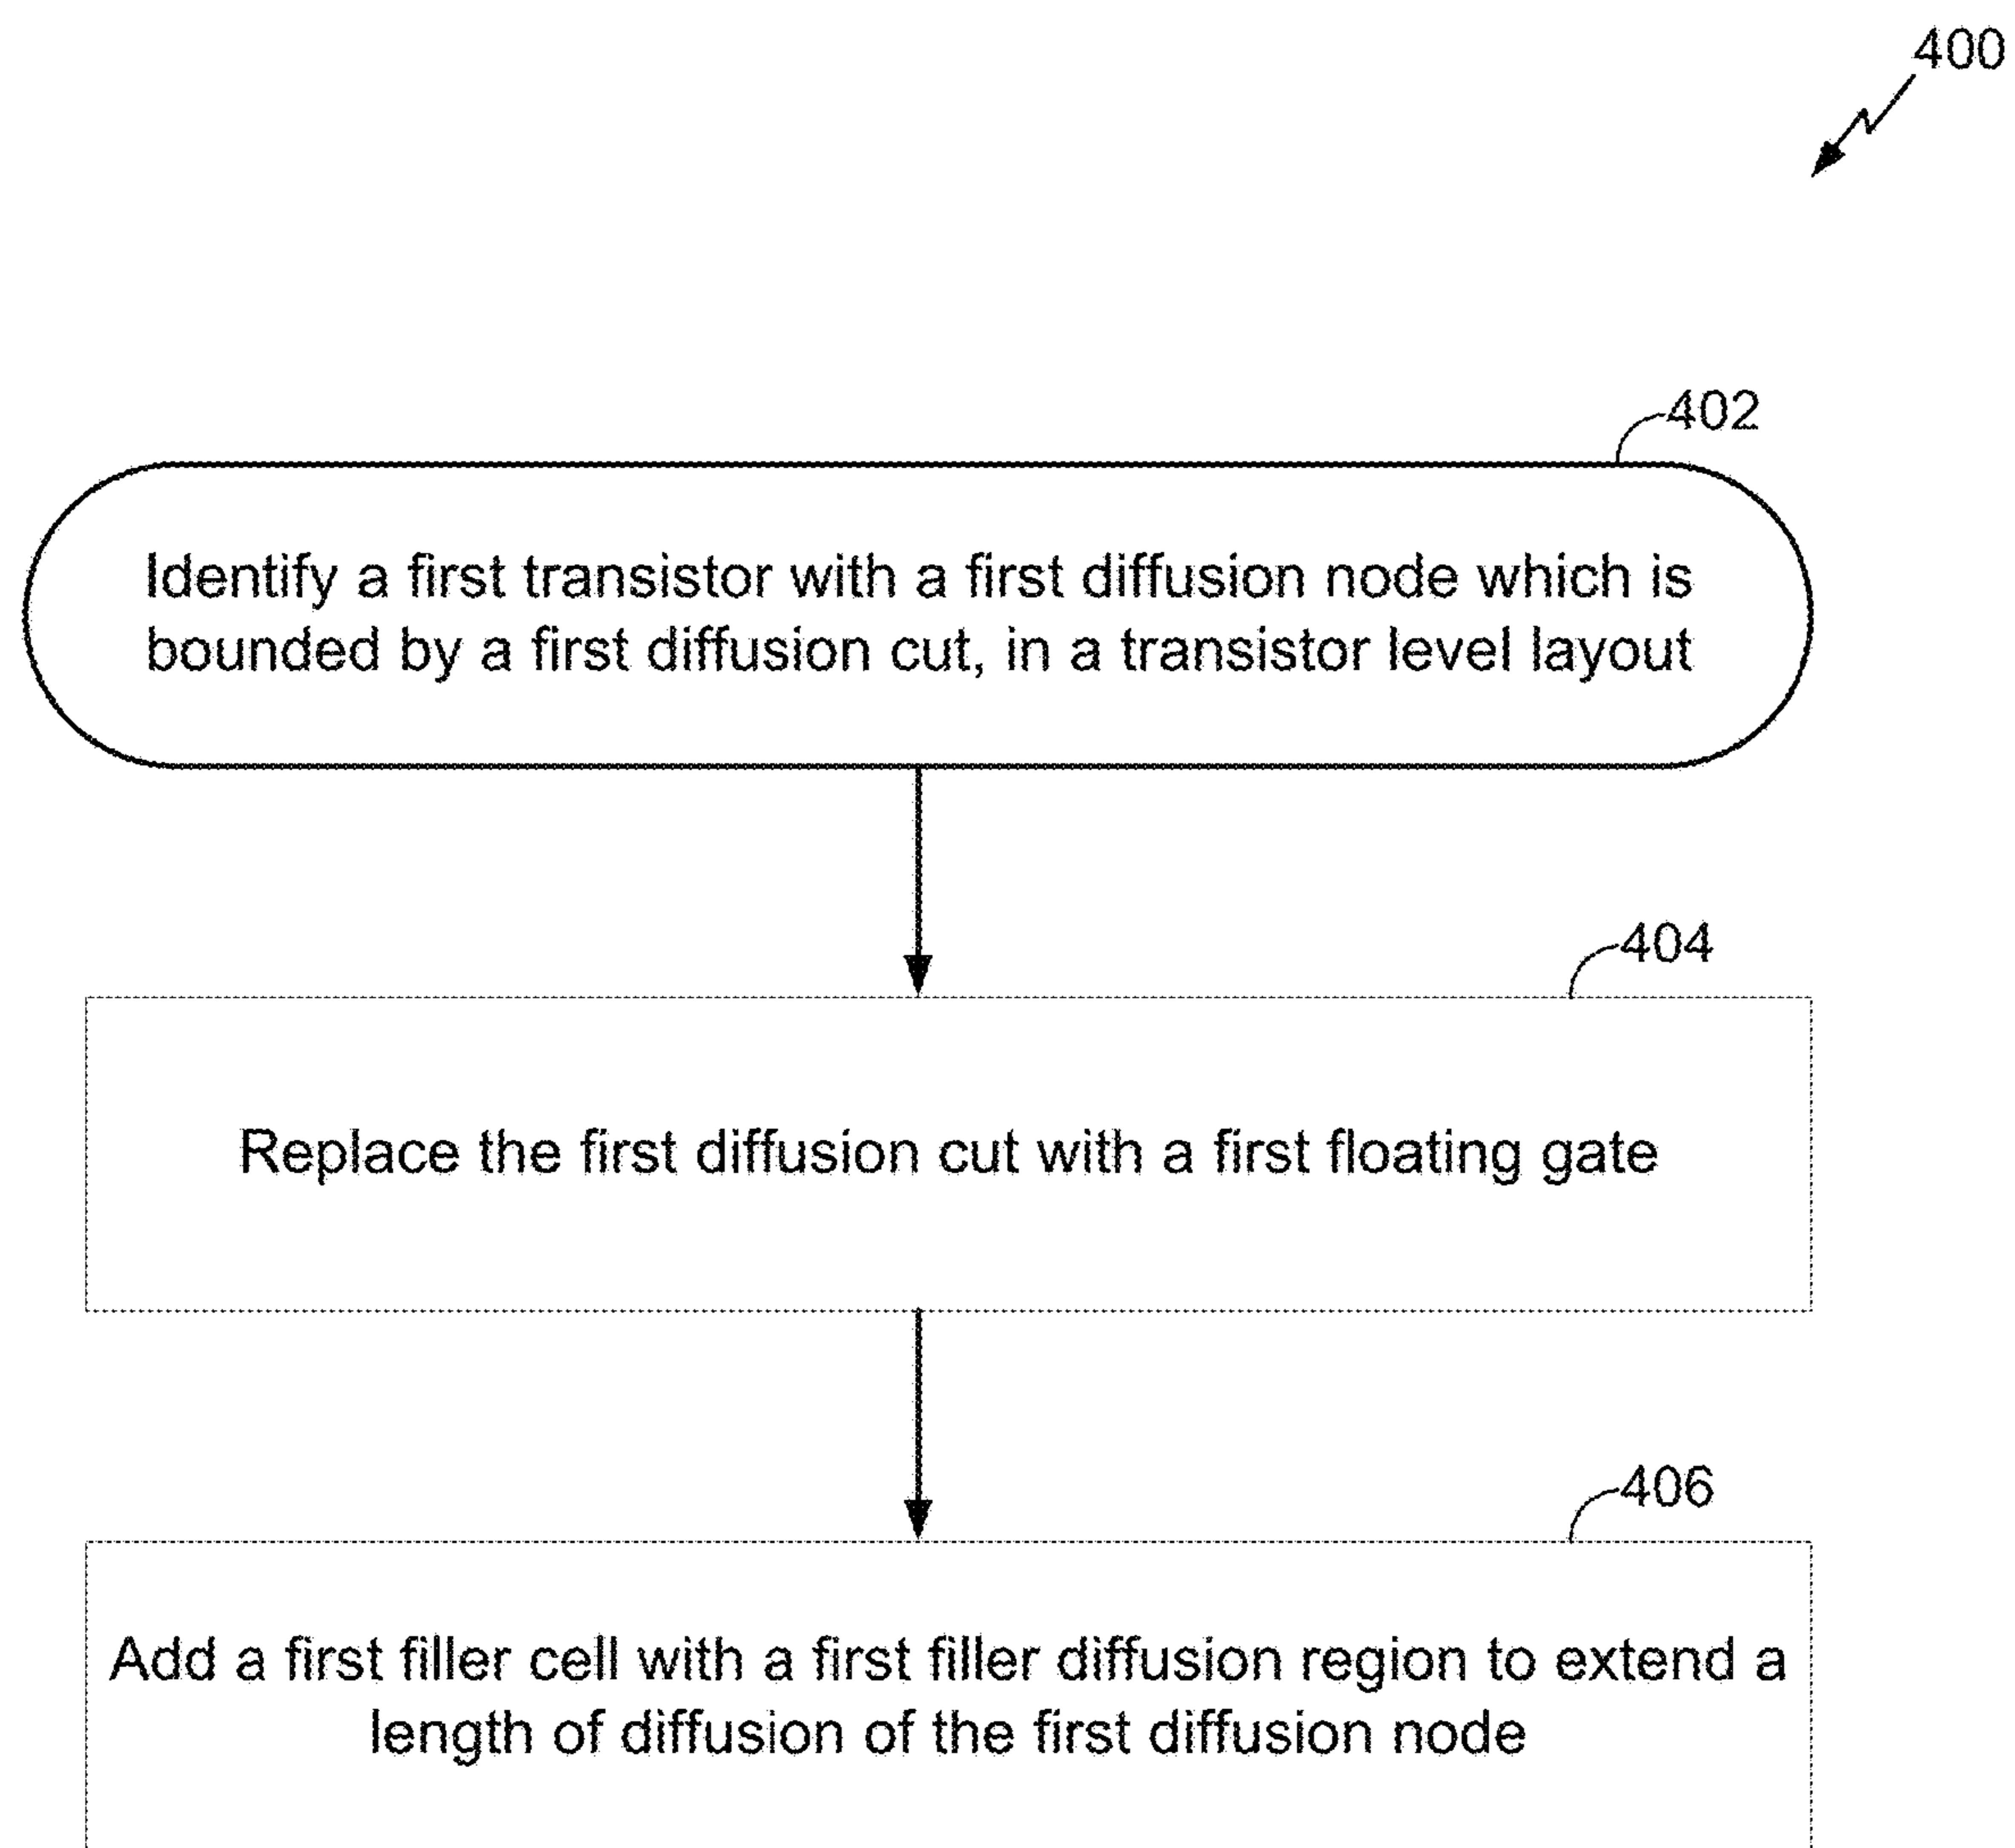 400
402
Identify a first transistor with a first diffusion node which is
bounded by a first diffusion cut, in a transistor level layout
404
Replace the first diffusion cut with a first floating gate
406
Add a first filler cell with a first filler diffusion region to extend a
length of diffusion of the first diffusion node